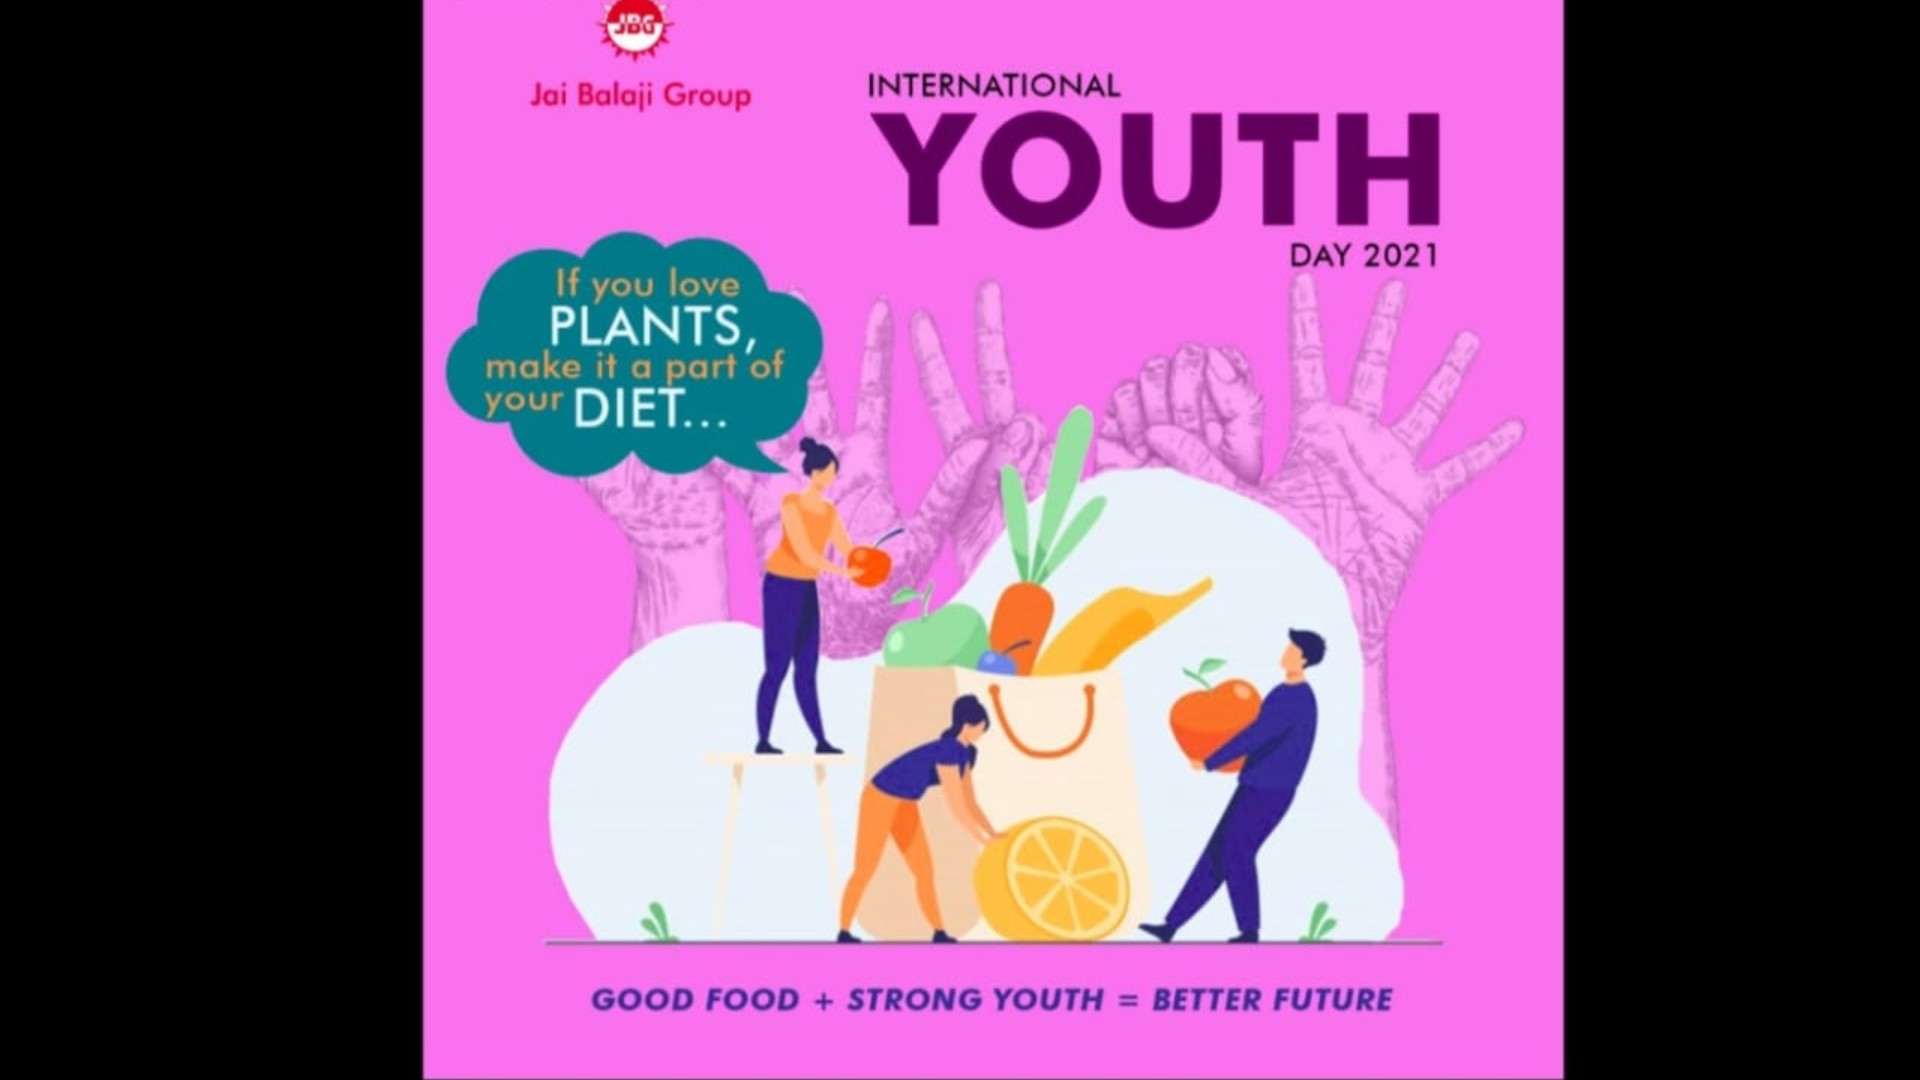 JBG
Jai Balaji Group
INTERNATIONAL
YOUTH
DAY 2021
If you love
PLANTS,
make it a part of
your DIET...
GOOD FOOD + STRONG YOUTH = BETTER FUTURE